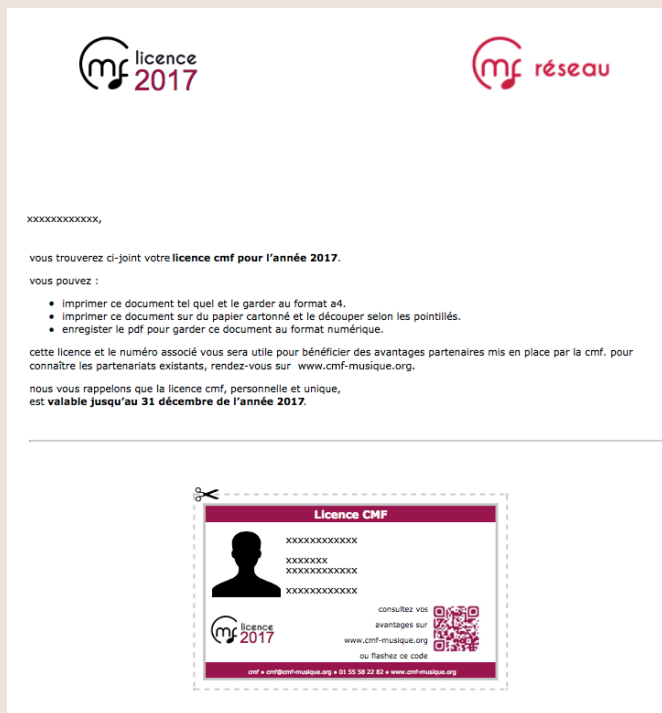 mf licence
2017
mf réseau
xxxxxxxxxxxx,
vous trouverez ci-joint votre licence cmf pour l'année 2017.
vous pouvez :
• imprimer ce document tel quel et le garder au format a4.
• imprimer ce document sur du papier cartonné et le découper selon les pointillés.
• enregister le pdf pour garder ce document au format numérique.
cette licence et le numéro associé vous sera utile pour bénéficier des avantages partenaires mis en place par la cmf. pour
connaître les partenariats existants, rendez-vous sur www.cmf-musique.org.
nous vous rappelons que la licence cmf, personnelle et unique,
est valable jusqu'au 31 décembre de l'année 2017.
Licence CMF
xxxxxxxxxxxx
xxxxxxx
xxxxxxxxxxxx
xxxxxxxxxxxx
mf licence
2017
consultez vos
avantages sur
www.cmf-musique.org
ou flashez ce code
cmf • cmf@cmf-musique.org • 01 55 58 22 82 • www.cmf-musique.org